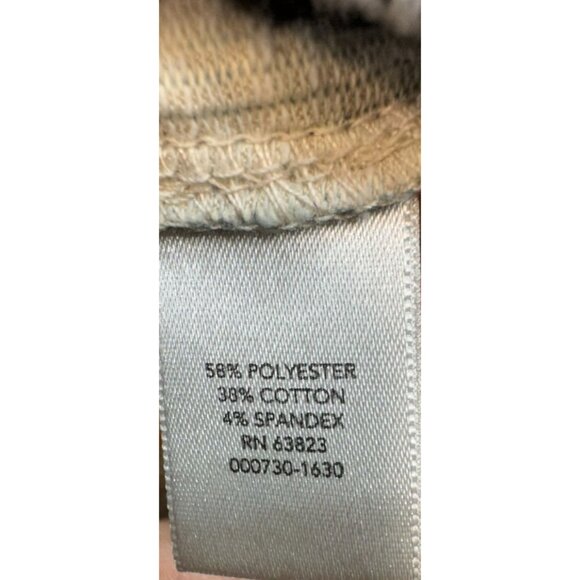 58% POLYESTER
38% COTTON
4% SPANDEX
RN 63823
000730-1630